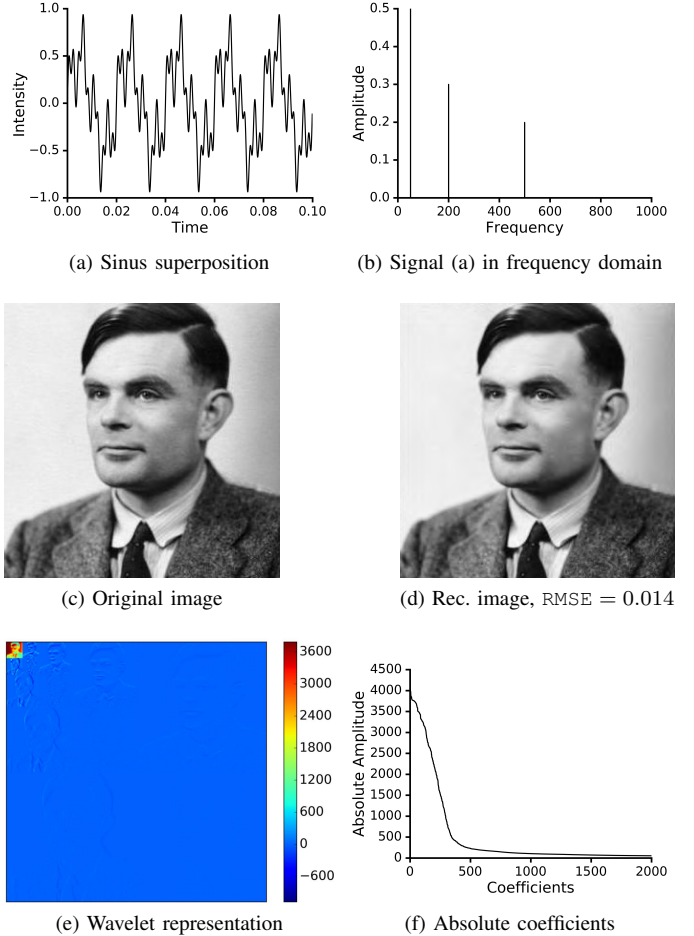 1.0
0.5
0.0
−0.5
−1.0
Intensity
0.00 0.02 0.04 0.06 0.08 0.10
Time
(a) Sinus superposition
0.5
0.4
0.3
0.2
0.1
0.0
Amplitude
0 200 400 600 800 1000
Frequency
(b) Signal (a) in frequency domain
(c) Original image
(d) Rec. image, RMSE = 0.014
3600
3000
2400
1800
1200
600
0
−600
(e) Wavelet representation
4500
4000
3500
3000
2500
2000
1500
1000
500
0
Absolute Amplitude
0 500 1000 1500 2000
Coefficients
(f) Absolute coefficients